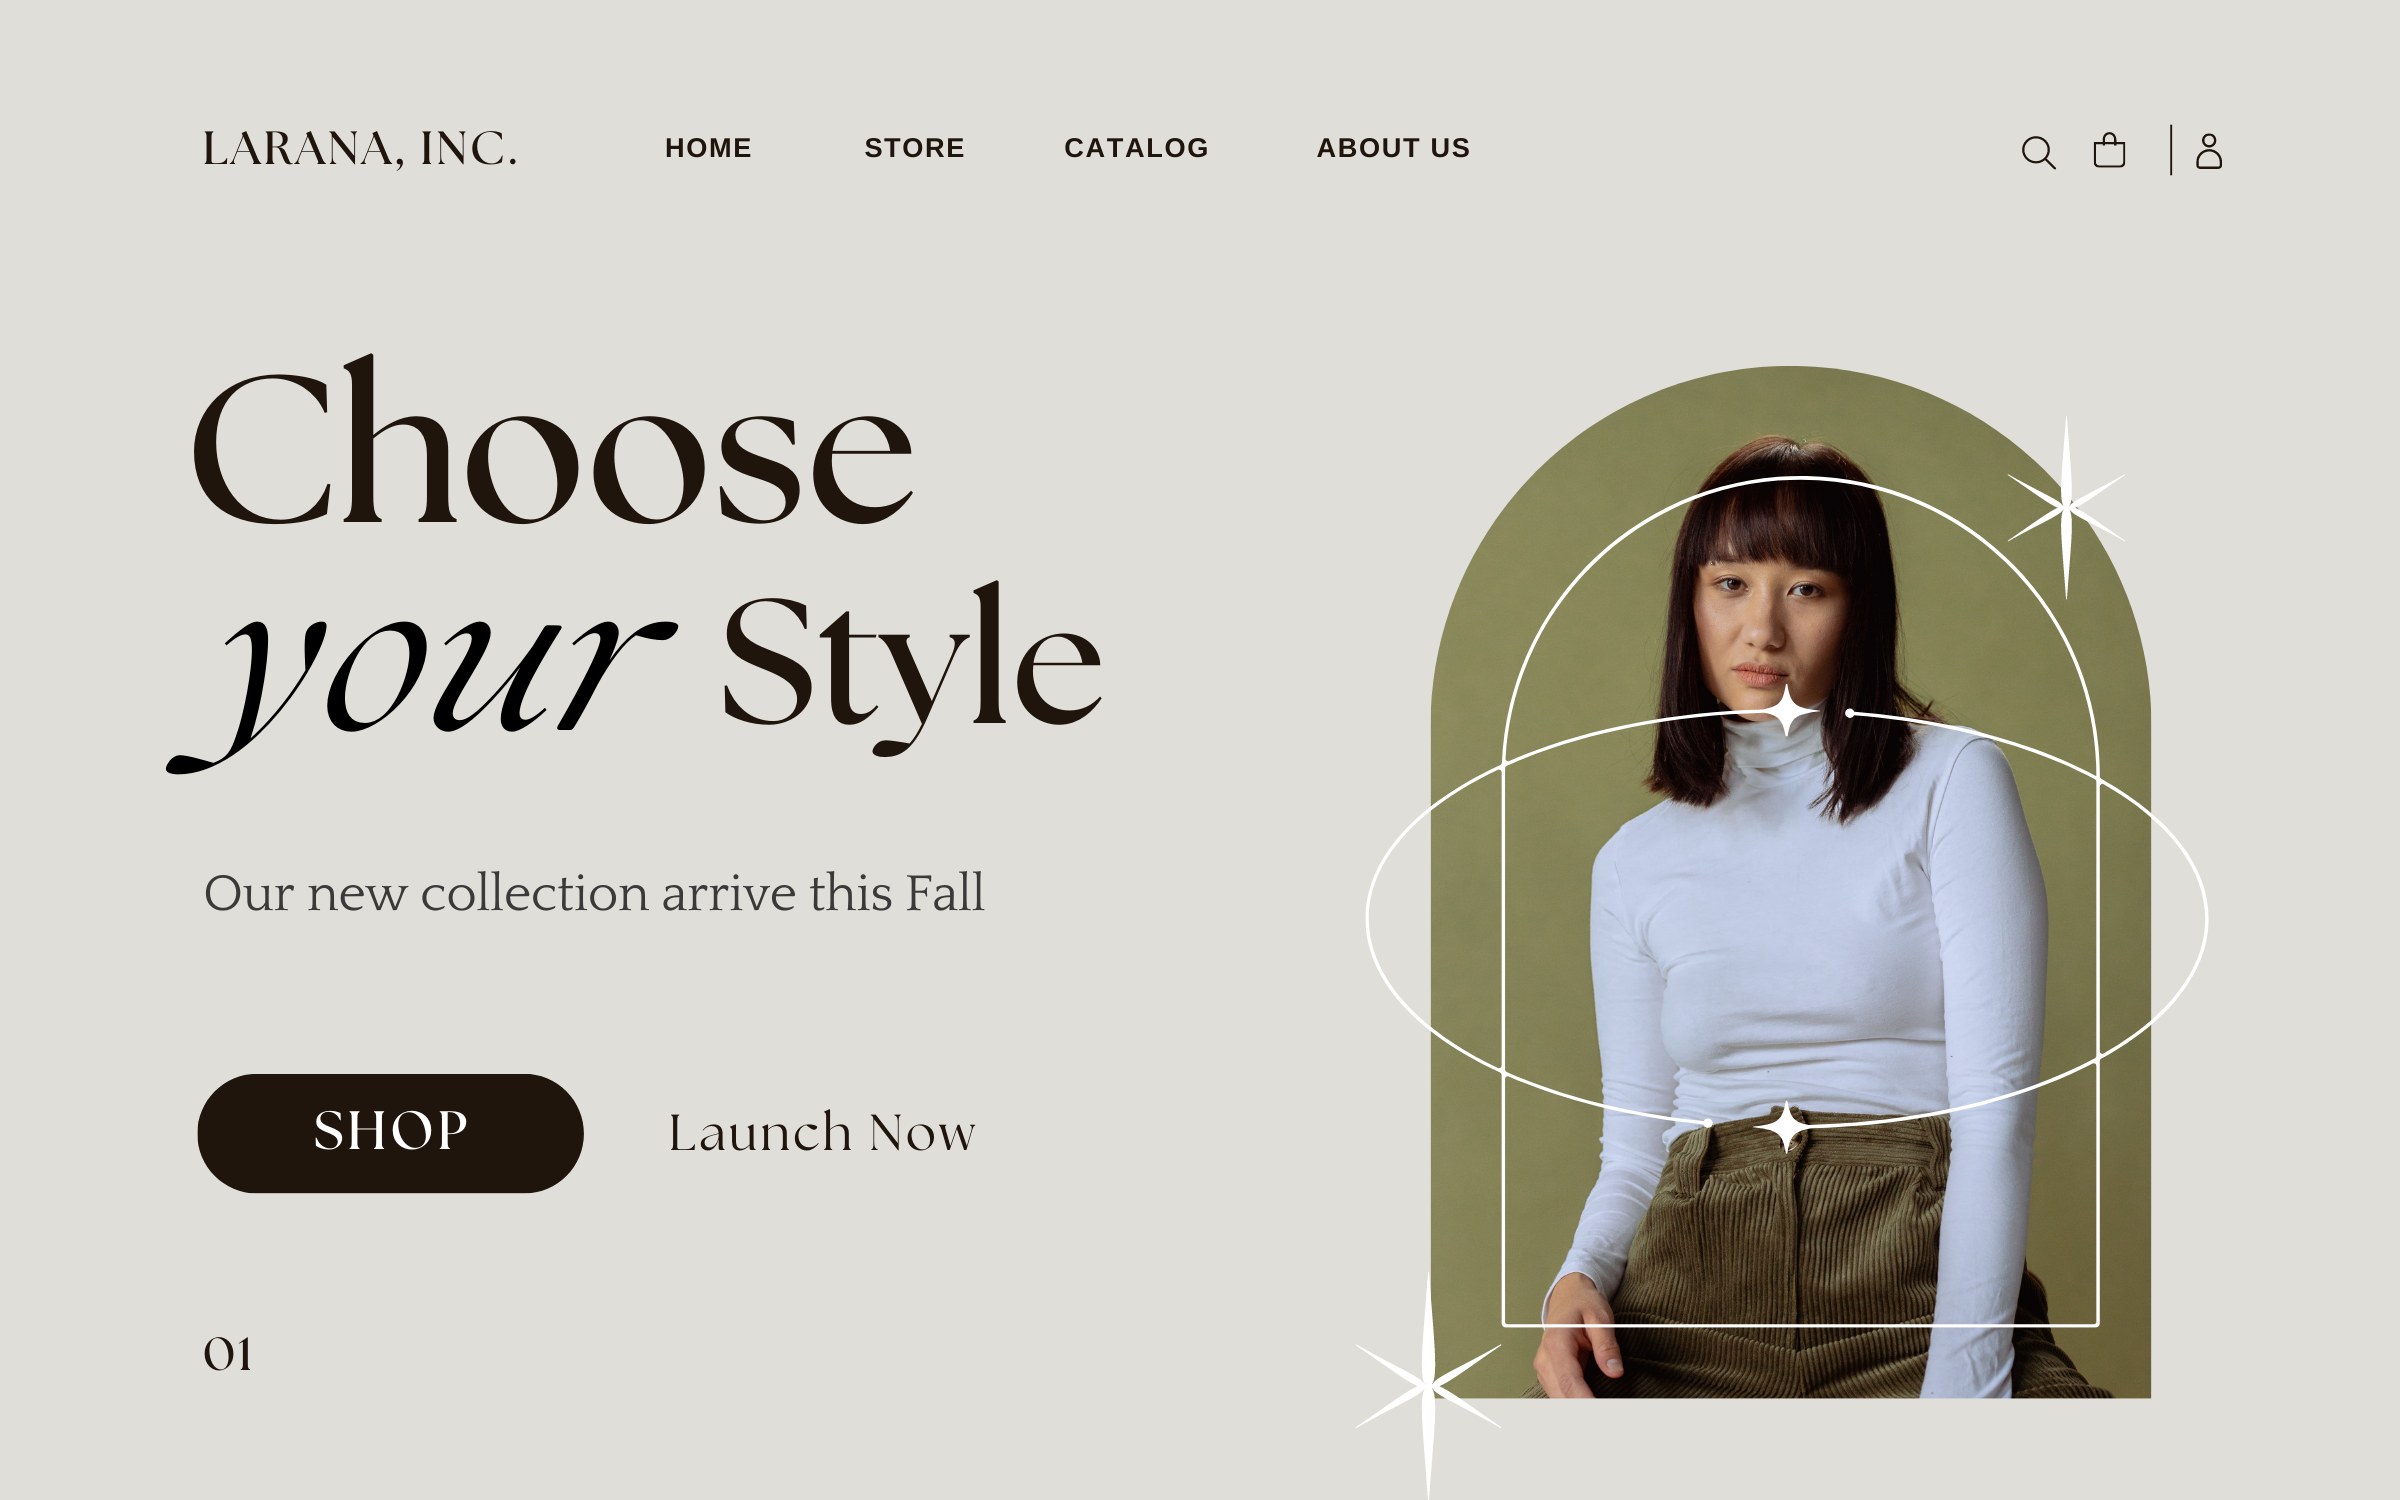 LARANA, INC.
HOME STORE CATALOG ABOUT US
Choose
your Style
Our new collection arrive this Fall
SHOP
Launch Now
01